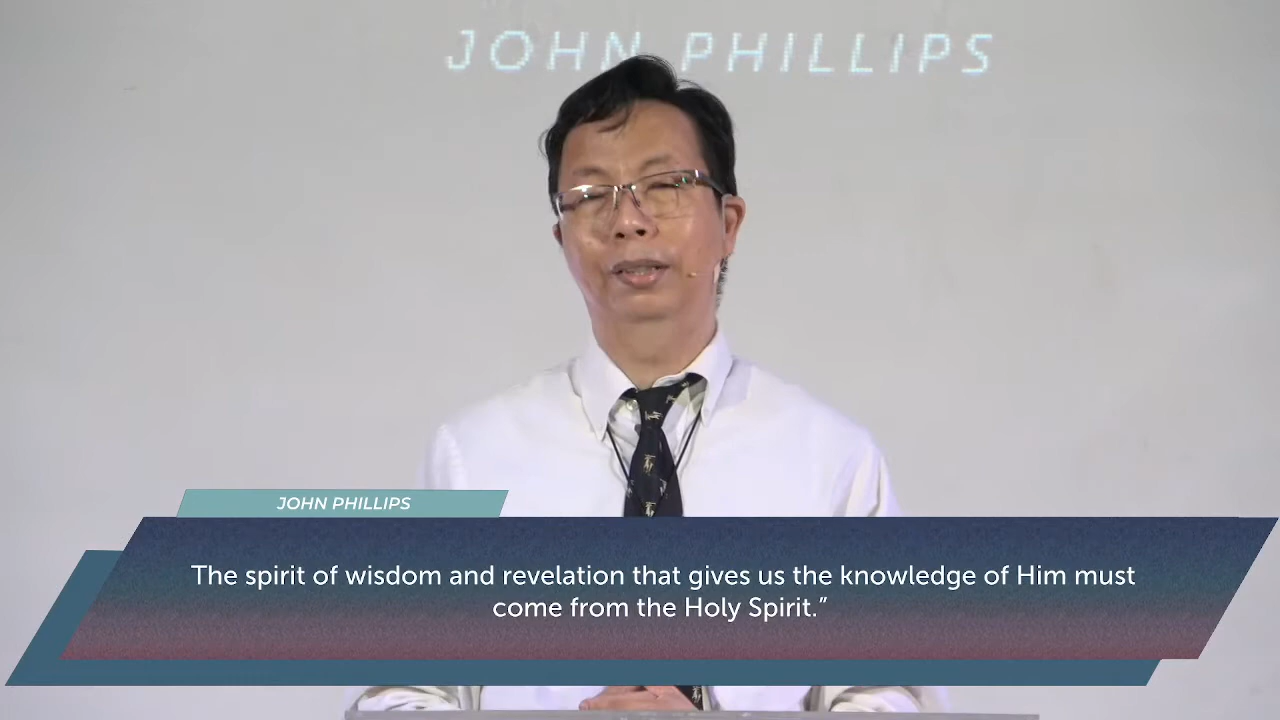 JOHN PHILLIPS
JOHN PHILLIPS
The spirit of wisdom and revelation that gives us the knowledge of Him must
come from the Holy Spirit.”